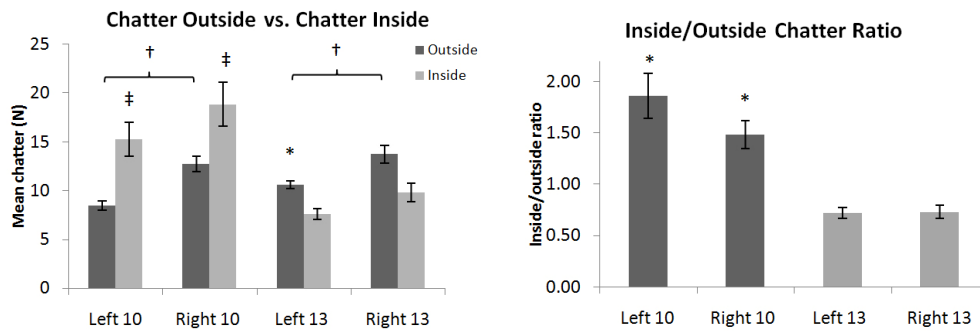 Chatter Outside vs. Chatter Inside
25
20
15
10
5
0
Mean chatter (N)
† ‡ ‡ * †
Outside
Inside
Left 10 Right 10 Left 13 Right 13
Inside/Outside Chatter Ratio
2.00
1.50
1.00
0.50
0.00
Inside/outside ratio
* *
Left 10 Right 10 Left 13 Right 13